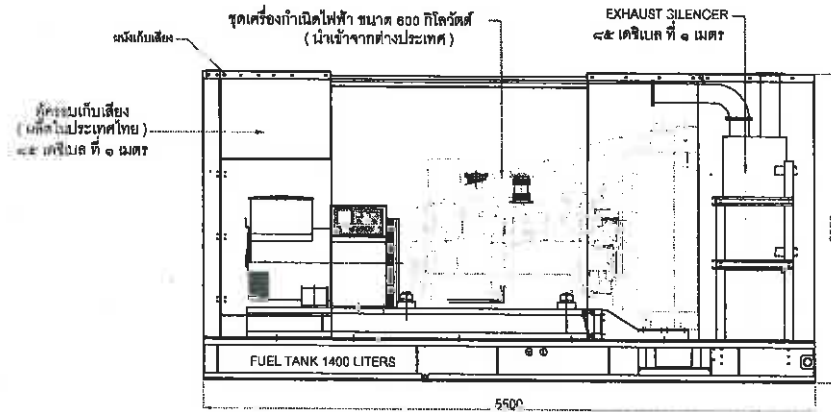 ชุดเครื่องกำเนิดไฟฟ้า ขนาด 600 กิโลวัตต์
(นำเข้าจากต่างประเทศ)
EXHAUST SILENCER
๘๕ เดซิเบล ที่ ๑ เมตร
ผนังเก็บเสียง
ตู้ครอบเก็บเสียง
(ผลิตในประเทศไทย)
๘๕ เดซิเบล ที่ ๑ เมตร
FUEL TANK 1400 LITERS
5500